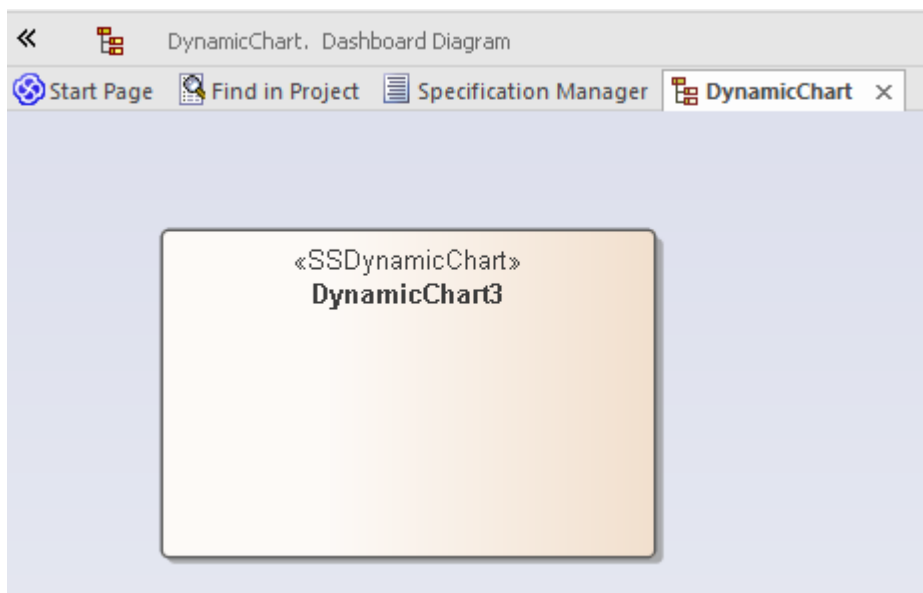 « DynamicChart. Dashboard Diagram
Start Page Find in Project Specification Manager DynamicChart ×
«SSDynamicChart»
DynamicChart3